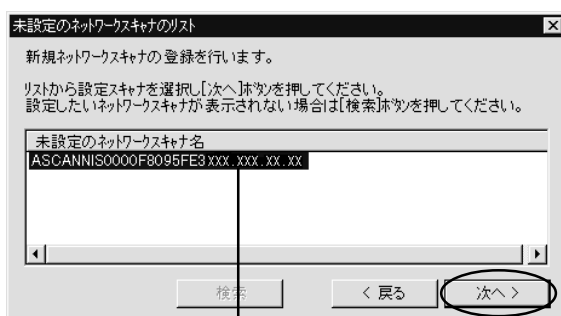 未設定のネットワークスキャナのリスト
新規ネットワークスキャナの登録を行います。
リストから設定スキャナを選択し[次へ]ボタンを押してください。
設定したいネットワークスキャナが表示されない場合は[検索]ボタンを押してください。
未設定のネットワークスキャナ名
ASCANNIS0000F8095FE3 XXX.XXX.XX.XX
検索
< 戻る
次へ >